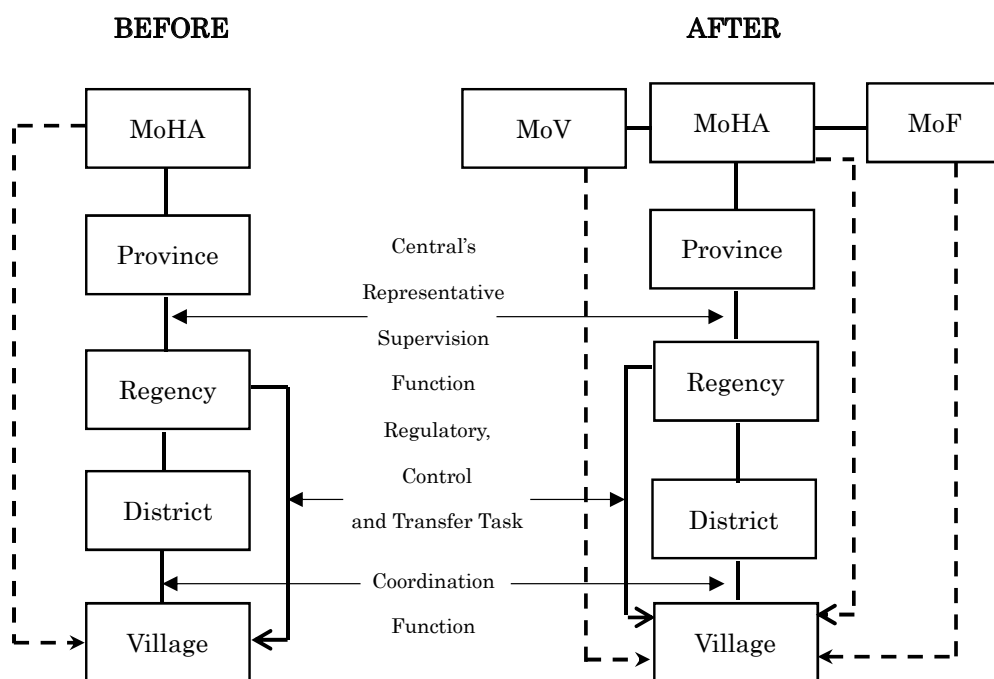 BEFORE
AFTER
MoHA
MoV
MoHA
MoF
Province
Province
Central’s
Representative
Supervision
Function
Regency
Regency
Regulatory,
Control
and Transfer Task
District
District
Coordination
Function
Village
Village